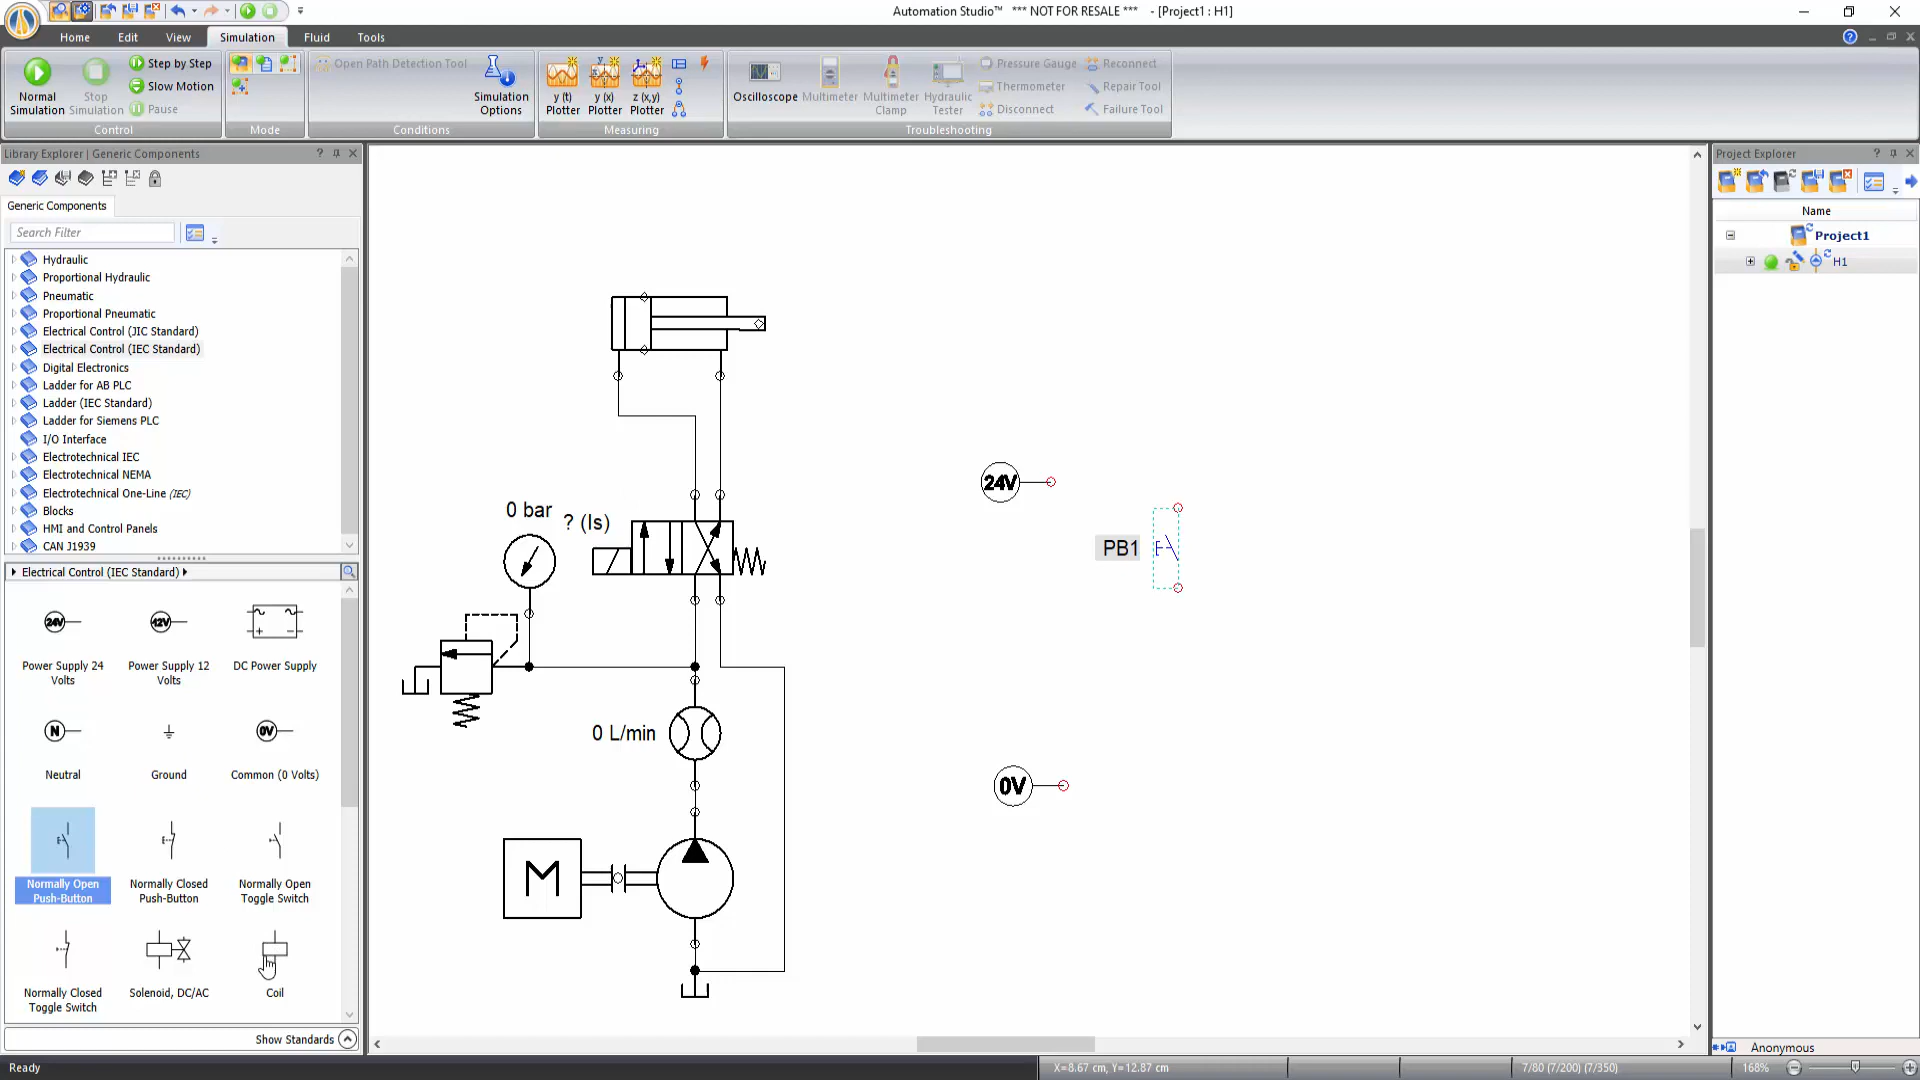 Automation Studio™ *** NOT FOR RESALE *** - [Project1 : H1]
Home Edit View Simulation Fluid Tools
Normal Simulation
Stop Simulation
Step by Step
Slow Motion
Pause
Control
Mode
Open Path Detection Tool
Simulation Options
Conditions
y (t) Plotter
y (x) Plotter
z (x,y) Plotter
Measuring
Oscilloscope
Multimeter
Multimeter Clamp
Hydraulic Tester
Pressure Gauge
Thermometer
Disconnect
Reconnect
Repair Tool
Failure Tool
Troubleshooting
Library Explorer | Generic Components
Generic Components
Search Filter
Hydraulic
Proportional Hydraulic
Pneumatic
Proportional Pneumatic
Electrical Control (JIC Standard)
Electrical Control (IEC Standard)
Digital Electronics
Ladder for AB PLC
Ladder (IEC Standard)
Ladder for Siemens PLC
I/O Interface
Electrotechnical IEC
Electrotechnical NEMA
Electrotechnical One-Line (IEC)
Blocks
HMI and Control Panels
CAN J1939
Electrical Control (IEC Standard)
24V
Power Supply 24 Volts
12V
Power Supply 12 Volts
DC Power Supply
N
Neutral
Ground
0V
Common (0 Volts)
Normally Open Push-Button
Normally Closed Push-Button
Normally Open Toggle Switch
Normally Closed Toggle Switch
Solenoid, DC/AC
Coil
Show Standards
0 bar
? (ls)
0 L/min
M
24V
PB1
0V
Project Explorer
Name
Project1
H1
Anonymous
Ready
X=8.67 cm, Y=12.87 cm
7/80 (7/200) (7/350)
168%